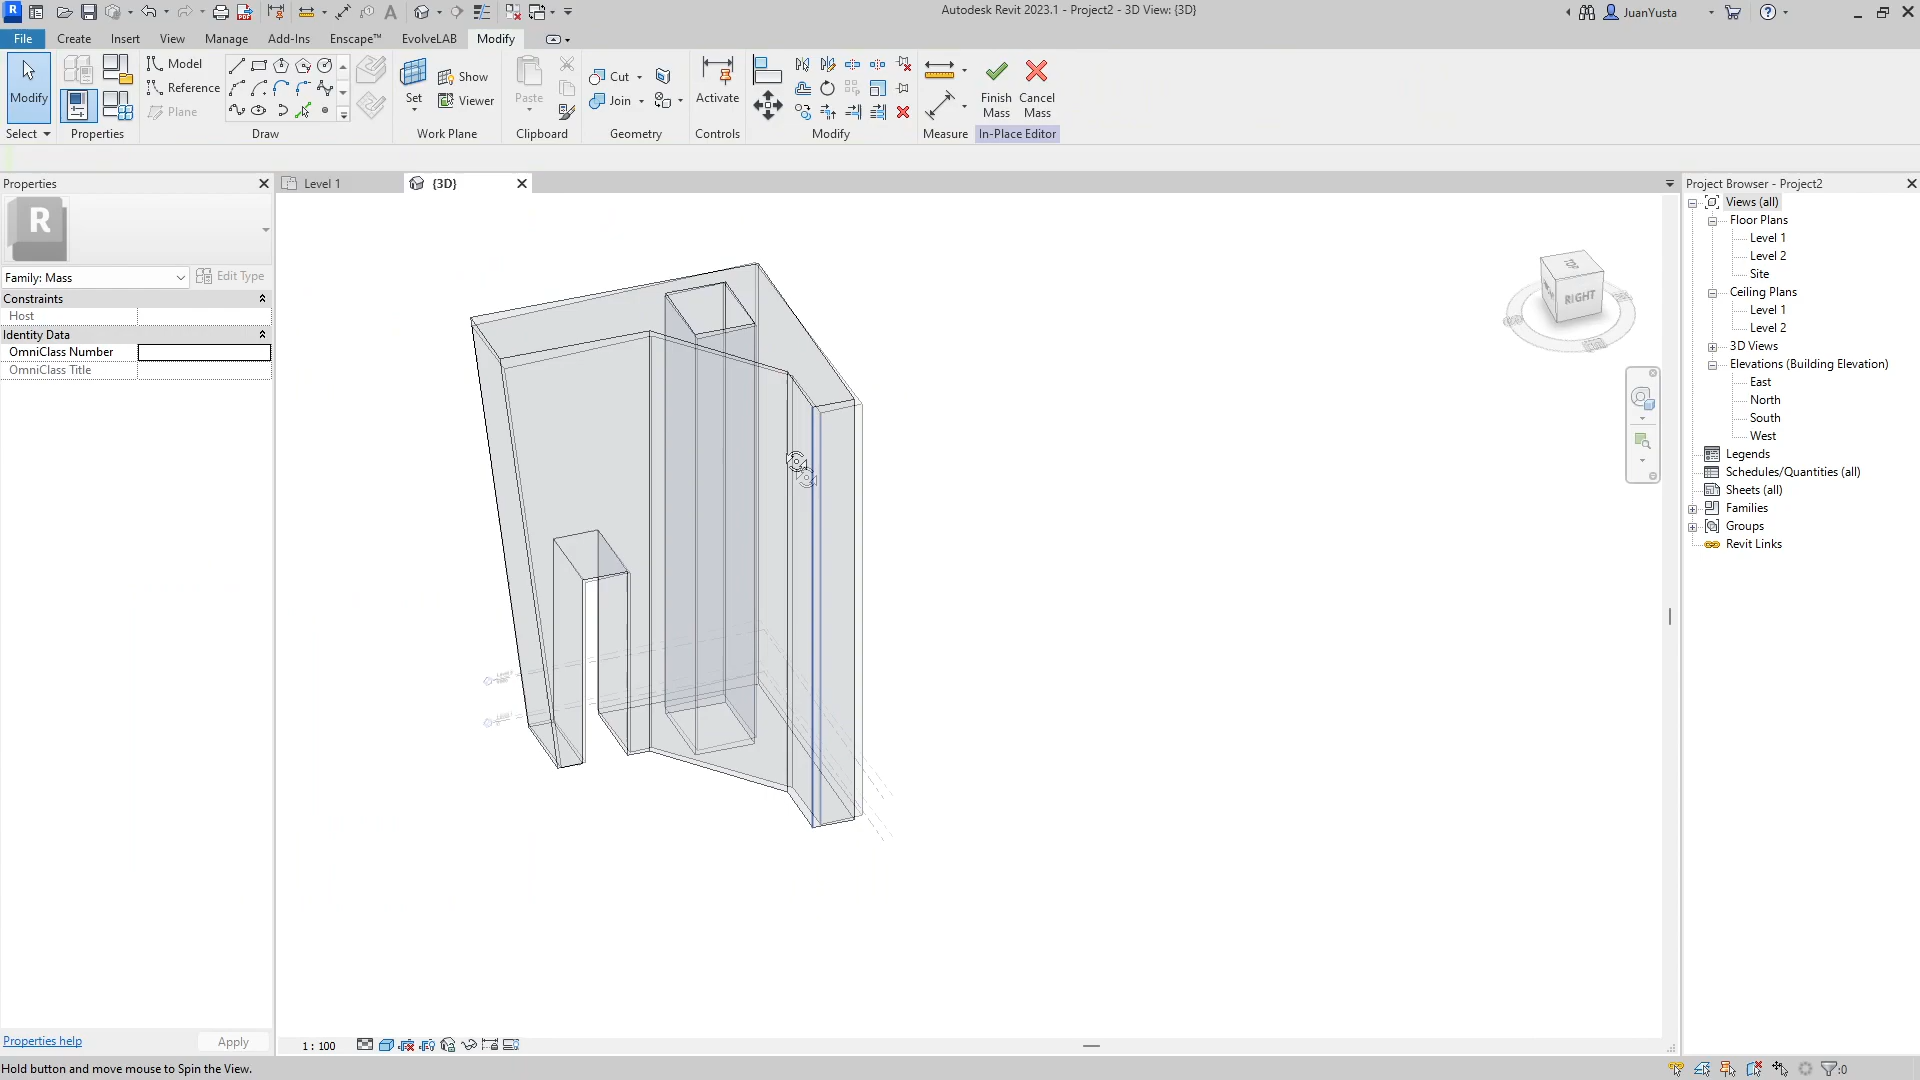 Autodesk Revit 2023.1 - Project2 - 3D View: {3D}
JuanYusta
File Create Insert View Manage Add-Ins Enscape™ EvolveLAB Modify
Modify
Select
Properties
Model
Reference
Plane
Draw
Set
Show
Viewer
Work Plane
Paste
Clipboard
Cut
Join
Geometry
Activate
Controls
Modify
Measure
Finish Mass
Cancel Mass
In-Place Editor
Properties
Level 1
{3D}
Project Browser - Project2
R
Family: Mass
Edit Type
Constraints
Host
Identity Data
OmniClass Number
OmniClass Title
TOP
RIGHT
Views (all)
Floor Plans
Level 1
Level 2
Site
Ceiling Plans
Level 1
Level 2
3D Views
Elevations (Building Elevation)
East
North
South
West
Legends
Schedules/Quantities (all)
Sheets (all)
Families
Groups
Revit Links
Properties help
Apply
1 : 100
Hold button and move mouse to Spin the View.
:0